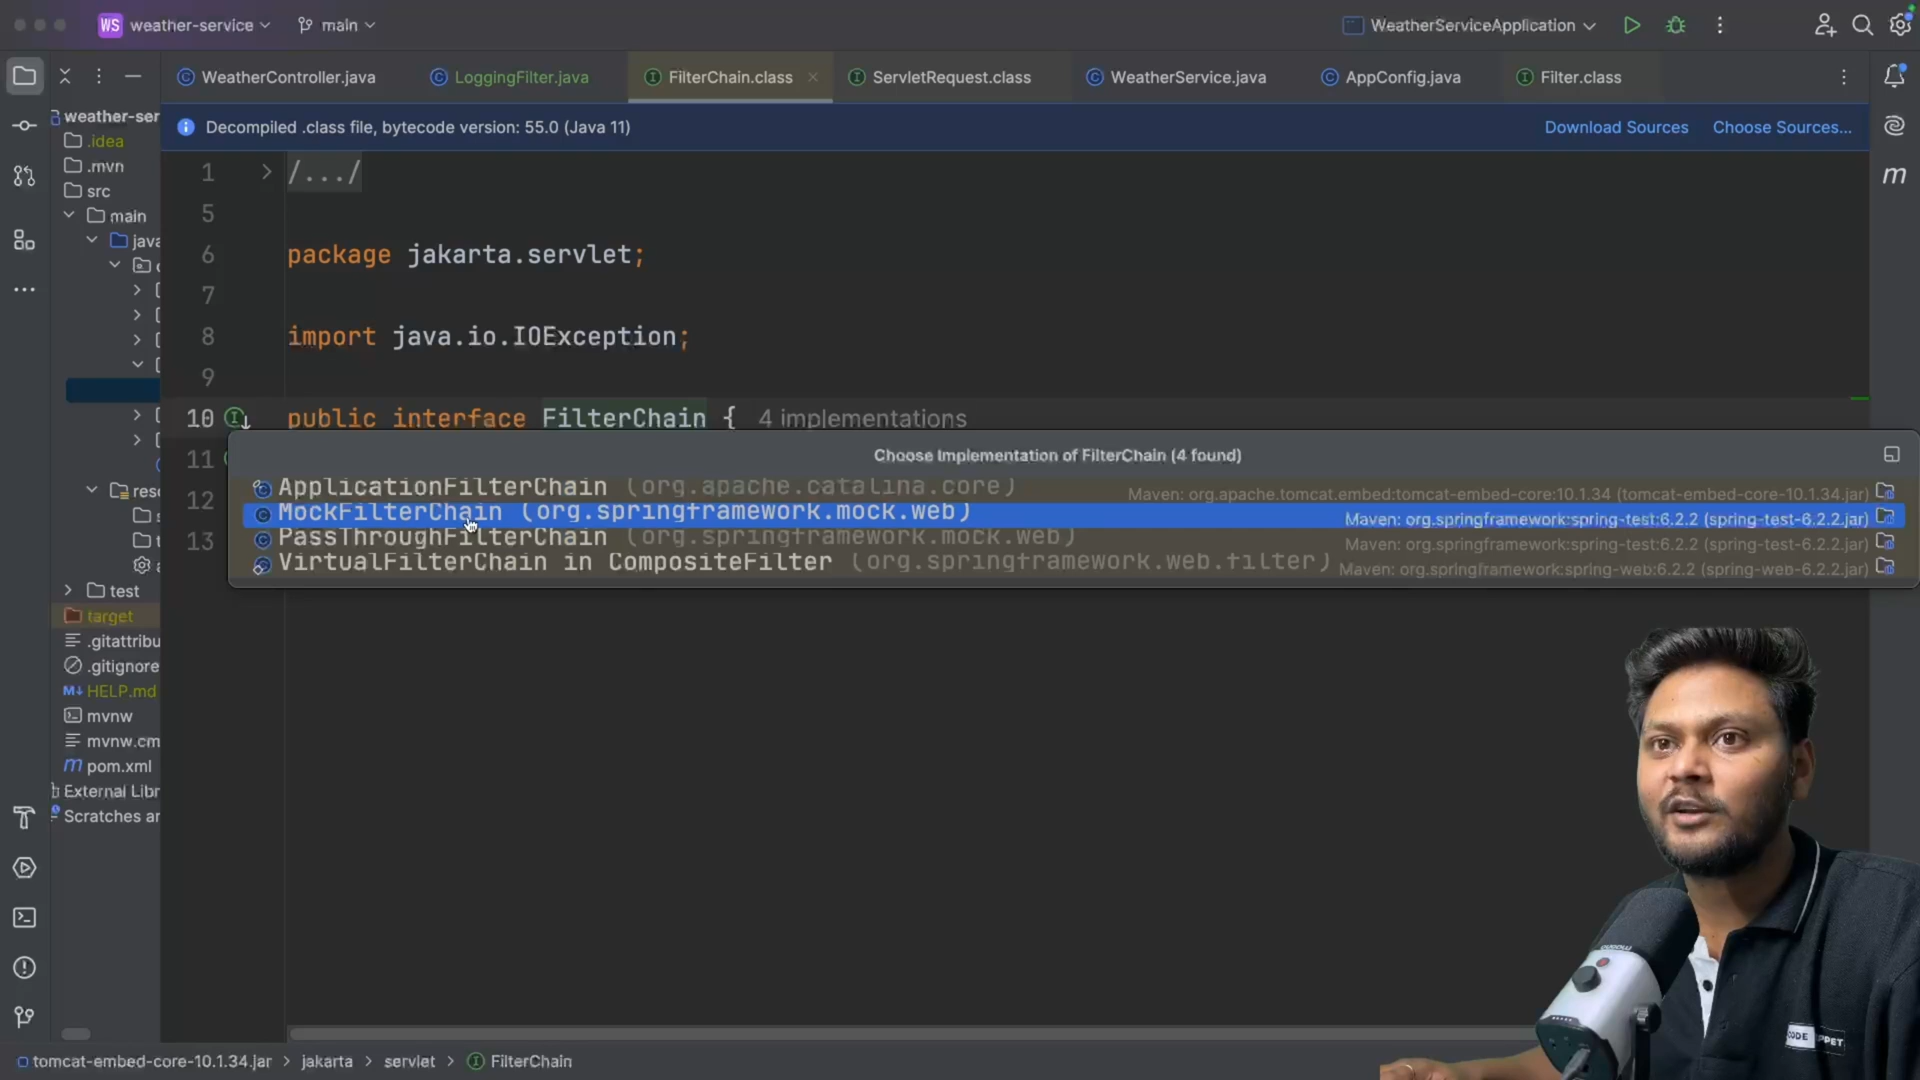 WS weather-service main WeatherServiceApplication
WeatherController.java LoggingFilter.java FilterChain.class ServletRequest.class WeatherService.java AppConfig.java Filter.class
Decompiled .class file, bytecode version: 55.0 (Java 11) Download Sources Choose Sources...
weather-ser
.idea
.mvn
src
main
java
res
test
target
.gitattribu
.gitignore
M↓ HELP.md
mvnw
mvnw.cm
m pom.xml
External Libr
Scratches ar
1 /.../
5
6 package jakarta.servlet;
7
8 import java.io.IOException;
9
10 public interface FilterChain { 4 implementations
11
12
13
Choose Implementation of FilterChain (4 found)
ApplicationFilterChain (org.apache.catalina.core) Maven: org.apache.tomcat.embed:tomcat-embed-core:10.1.34 (tomcat-embed-core-10.1.34.jar)
MockFilterChain (org.springframework.mock.web) Maven: org.springframework:spring-test:6.2.2 (spring-test-6.2.2.jar)
PassThroughFilterChain (org.springframework.mock.web) Maven: org.springframework:spring-test:6.2.2 (spring-test-6.2.2.jar)
VirtualFilterChain in CompositeFilter (org.springframework.web.filter) Maven: org.springframework:spring-web:6.2.2 (spring-web-6.2.2.jar)
m
CODE
tomcat-embed-core-10.1.34.jar > jakarta > servlet > FilterChain